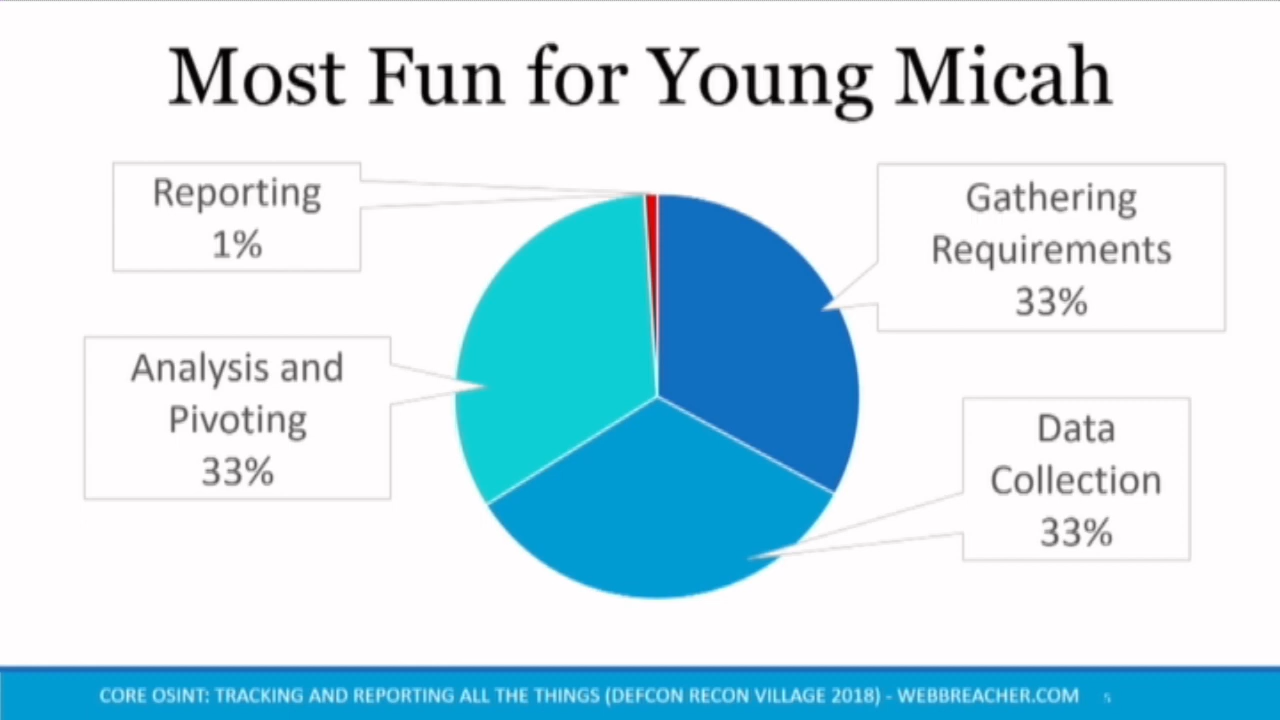 Most Fun for Young Micah
Reporting
1%
Gathering
Requirements
33%
Analysis and
Pivoting
33%
Data
Collection
33%
CORE OSINT: TRACKING AND REPORTING ALL THE THINGS (DEFCON RECON VILLAGE 2018) - WEBBREACHER.COM 5